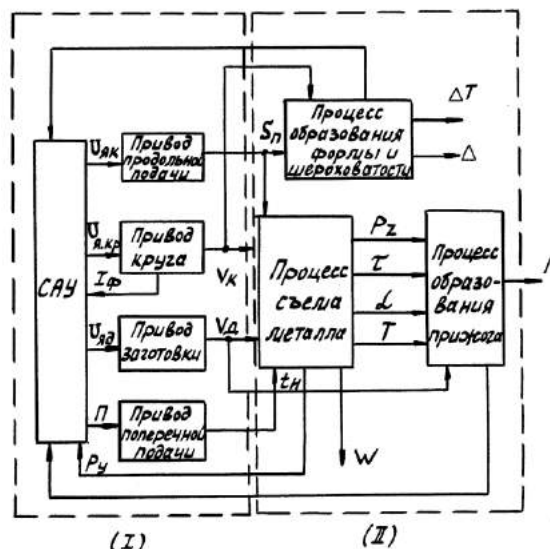 САУ
Uяк
Привод
продольной
подачи
Sп
Процесс
образования
формы и
шероховатости
ΔT
Δ
Uя.кр
Привод
круга
Iф
Vк
Uяд
Привод
заготовки
Vд
П
Привод
поперечной
подачи
tн
Pу
Процесс
съема
металла
Pz
τ
α
T
W
Процесс
образо-
вания
прижога
(I)
(II)